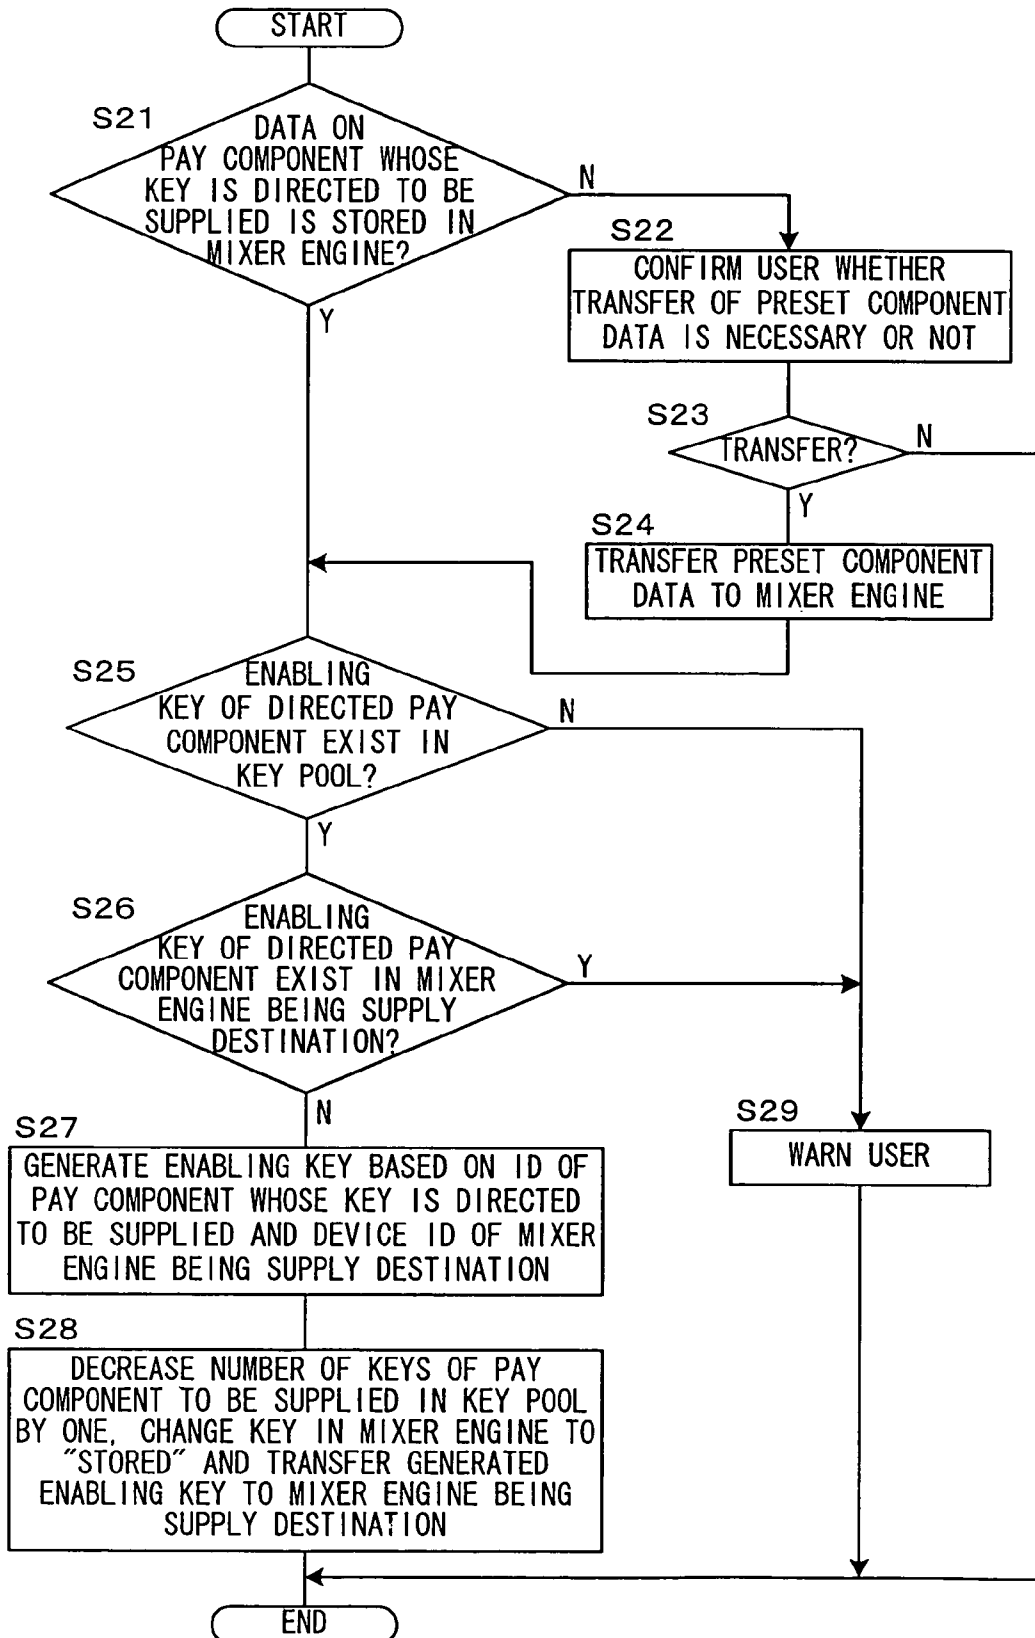 START
S21
DATA ON
PAY COMPONENT WHOSE
KEY IS DIRECTED TO BE
SUPPLIED IS STORED IN
MIXER ENGINE?
N
Y
S22
CONFIRM USER WHETHER
TRANSFER OF PRESET COMPONENT
DATA IS NECESSARY OR NOT
S23
TRANSFER?
N
Y
S24
TRANSFER PRESET COMPONENT
DATA TO MIXER ENGINE
S25
ENABLING
KEY OF DIRECTED PAY
COMPONENT EXIST IN
KEY POOL?
N
Y
S26
ENABLING
KEY OF DIRECTED PAY
COMPONENT EXIST IN MIXER
ENGINE BEING SUPPLY
DESTINATION?
Y
N
S27
GENERATE ENABLING KEY BASED ON ID OF
PAY COMPONENT WHOSE KEY IS DIRECTED
TO BE SUPPLIED AND DEVICE ID OF MIXER
ENGINE BEING SUPPLY DESTINATION
S29
WARN USER
S28
DECREASE NUMBER OF KEYS OF PAY
COMPONENT TO BE SUPPLIED IN KEY POOL
BY ONE, CHANGE KEY IN MIXER ENGINE TO
"STORED" AND TRANSFER GENERATED
ENABLING KEY TO MIXER ENGINE BEING
SUPPLY DESTINATION
END